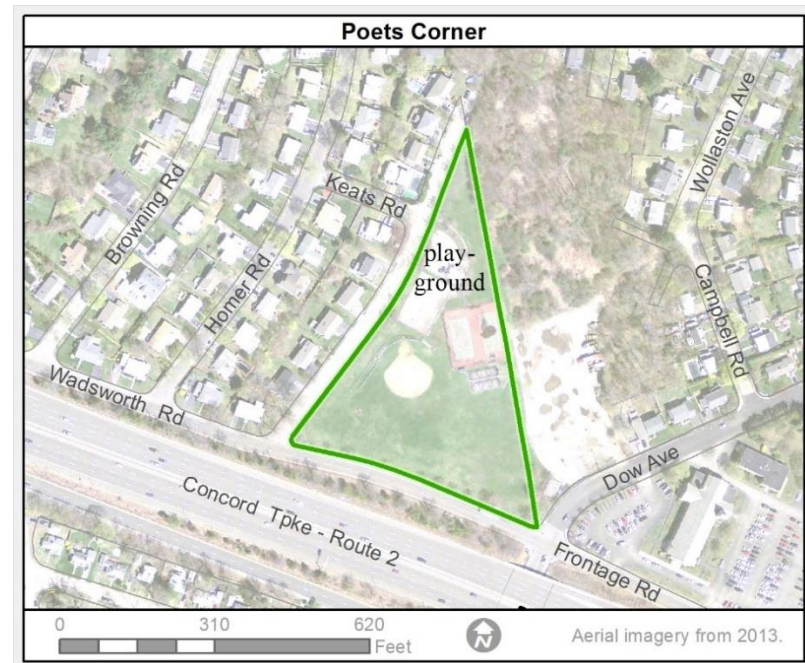 Poets Corner
Browning Rd
Keats Rd
Homer Rd
play-
ground
Wollaston Ave
Campbell Rd
Wadsworth Rd
Concord Tpke - Route 2
Dow Ave
Frontage Rd
0 310 620
Feet
N
Aerial imagery from 2013.